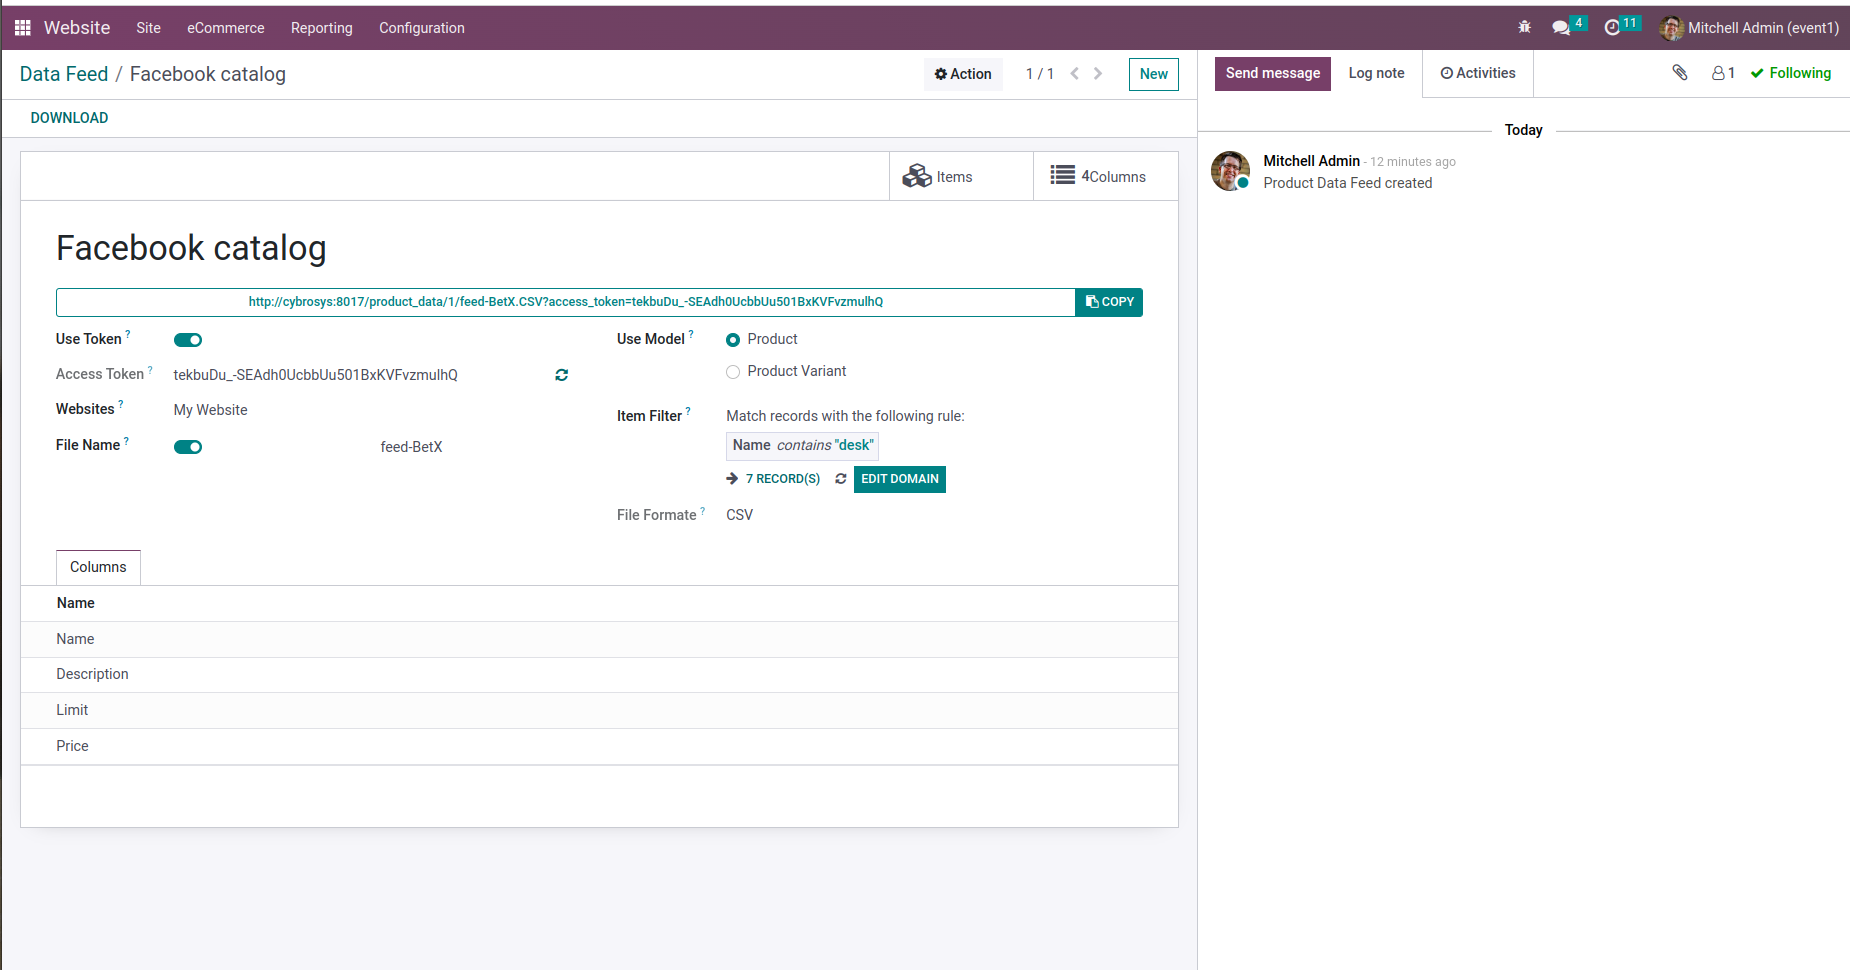 Website Site eCommerce Reporting Configuration 4 11 Mitchell Admin (event1)
Data Feed / Facebook catalog Action 1 / 1 New
DOWNLOAD
Items 4Columns
Facebook catalog
http://cybrosys:8017/product_data/1/feed-BetX.CSV?access_token=tekbuDu_-SEAdh0UcbbUu501BxKVFvzmulhQ COPY
Use Token ?
Access Token ? tekbuDu_-SEAdh0UcbbUu501BxKVFvzmulhQ
Websites ? My Website
File Name ? feed-BetX
Use Model ? Product
Product Variant
Item Filter ? Match records with the following rule:
Name contains "desk"
7 RECORD(S) EDIT DOMAIN
File Formate ? CSV
Columns
Name
Name
Description
Limit
Price
Send message Log note Activities 1 Following
Today
Mitchell Admin - 12 minutes ago
Product Data Feed created